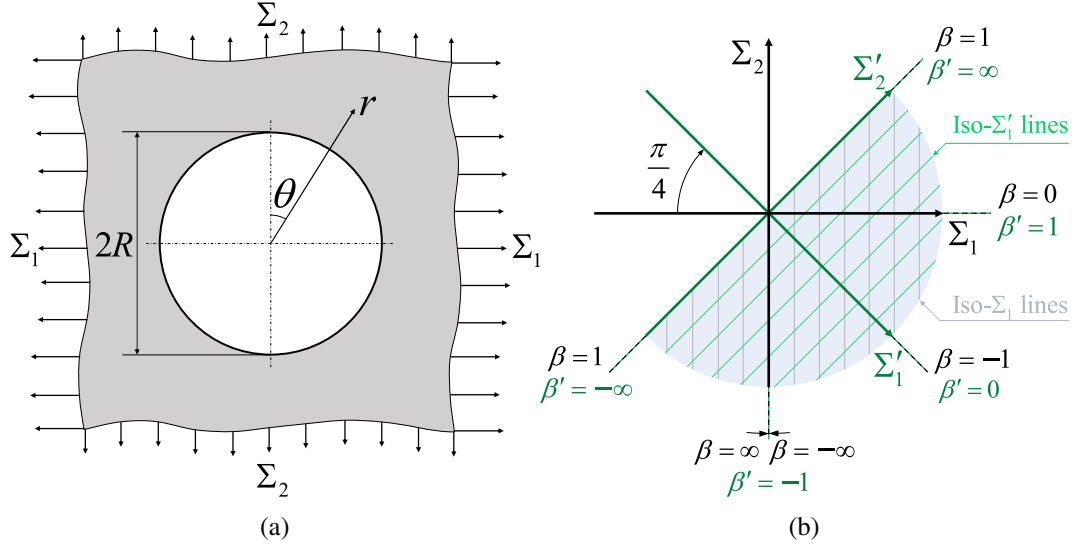 Σ₂
r
θ
Σ₁
2R
Σ₁
Σ₂
(a)
Σ₂
Σ′₂
β = 1
β′ = ∞
π/4
Iso-Σ′₁ lines
β = 0
β′ = 1
Σ₁
Iso-Σ₁ lines
β = 1
β′ = −∞
Σ′₁
β = −1
β′ = 0
β = ∞ β = −∞
β′ = −1
(b)